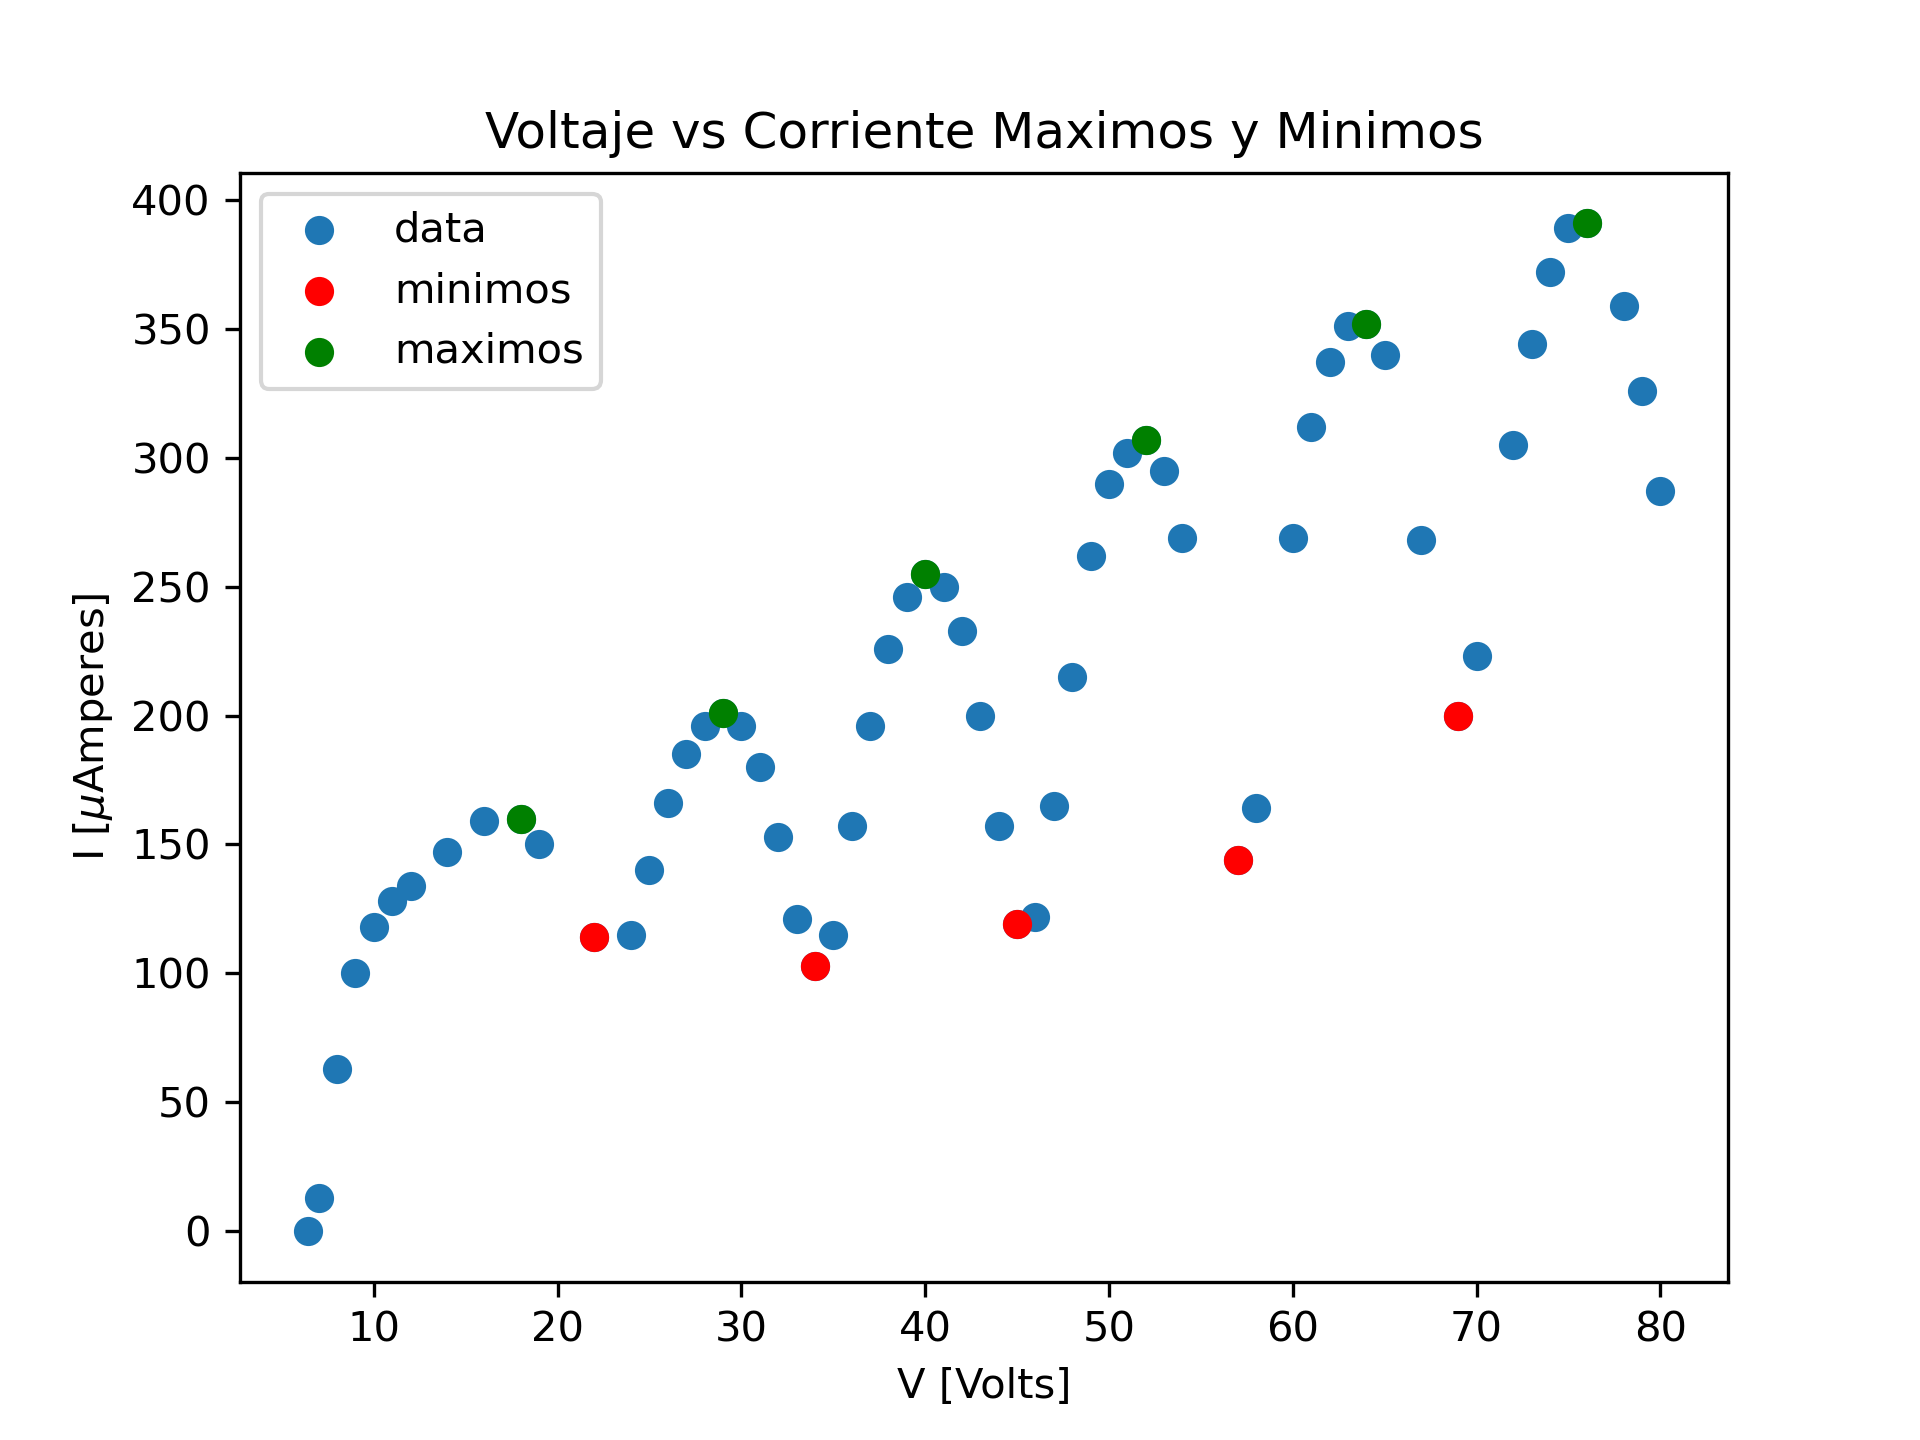 Voltaje vs Corriente Maximos y Minimos
data
minimos
maximos
400
350
300
250
200
150
100
50
0
I [μAmperes]
10 20 30 40 50 60 70 80
V [Volts]